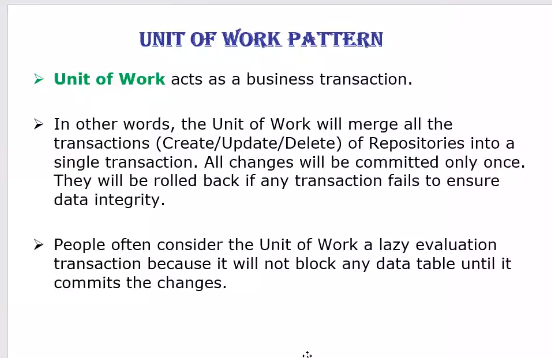 UNIT OF WORK PATTERN
Unit of Work acts as a business transaction.
In other words, the Unit of Work will merge all the
transactions (Create/Update/Delete) of Repositories into a
single transaction. All changes will be committed only once.
They will be rolled back if any transaction fails to ensure
data integrity.
People often consider the Unit of Work a lazy evaluation
transaction because it will not block any data table until it
commits the changes.